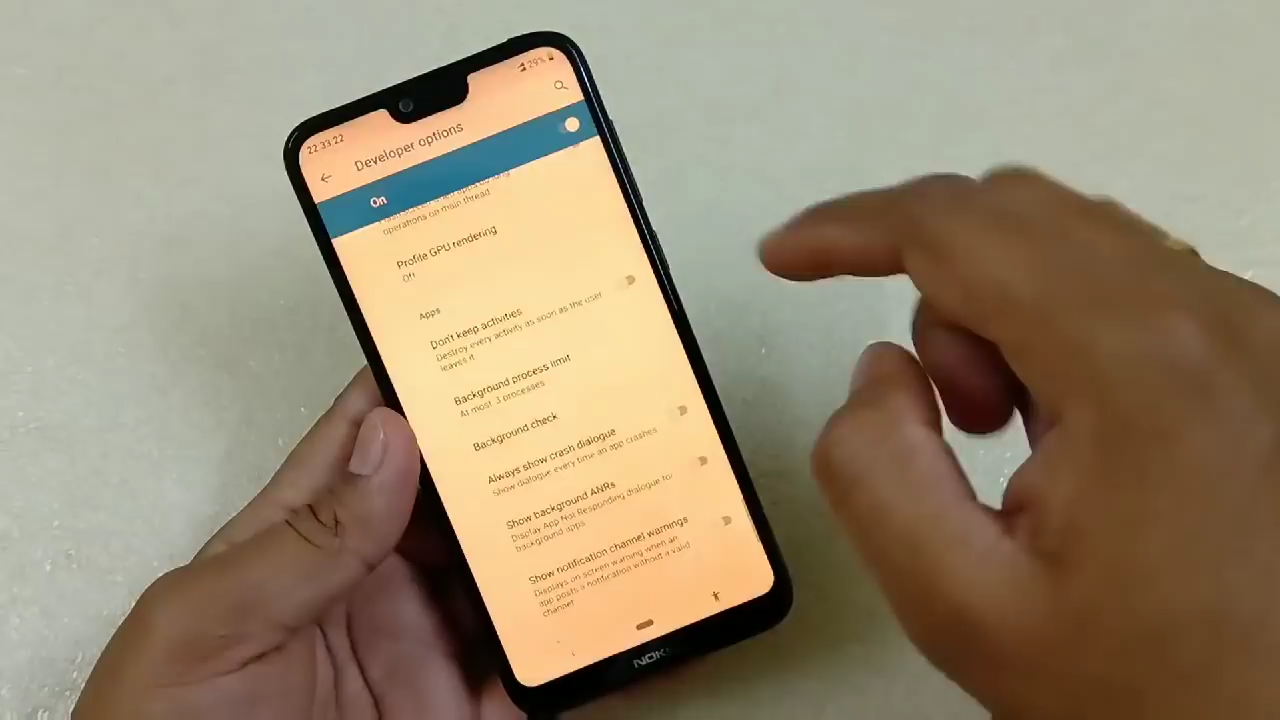 22:33:22
29%
Developer options
On
operations on main thread
Profile GPU rendering
Off
Apps
Don't keep activities
Destroy every activity as soon as the user
leaves it
Background process limit
At most 3 processes
Background check
Always show crash dialogue
Show dialogue every time an app crashes
Show background ANRs
Display App Not Responding dialogue for
background apps
Show notification channel warnings
Displays on screen warning when an
app posts a notification without a valid
channel